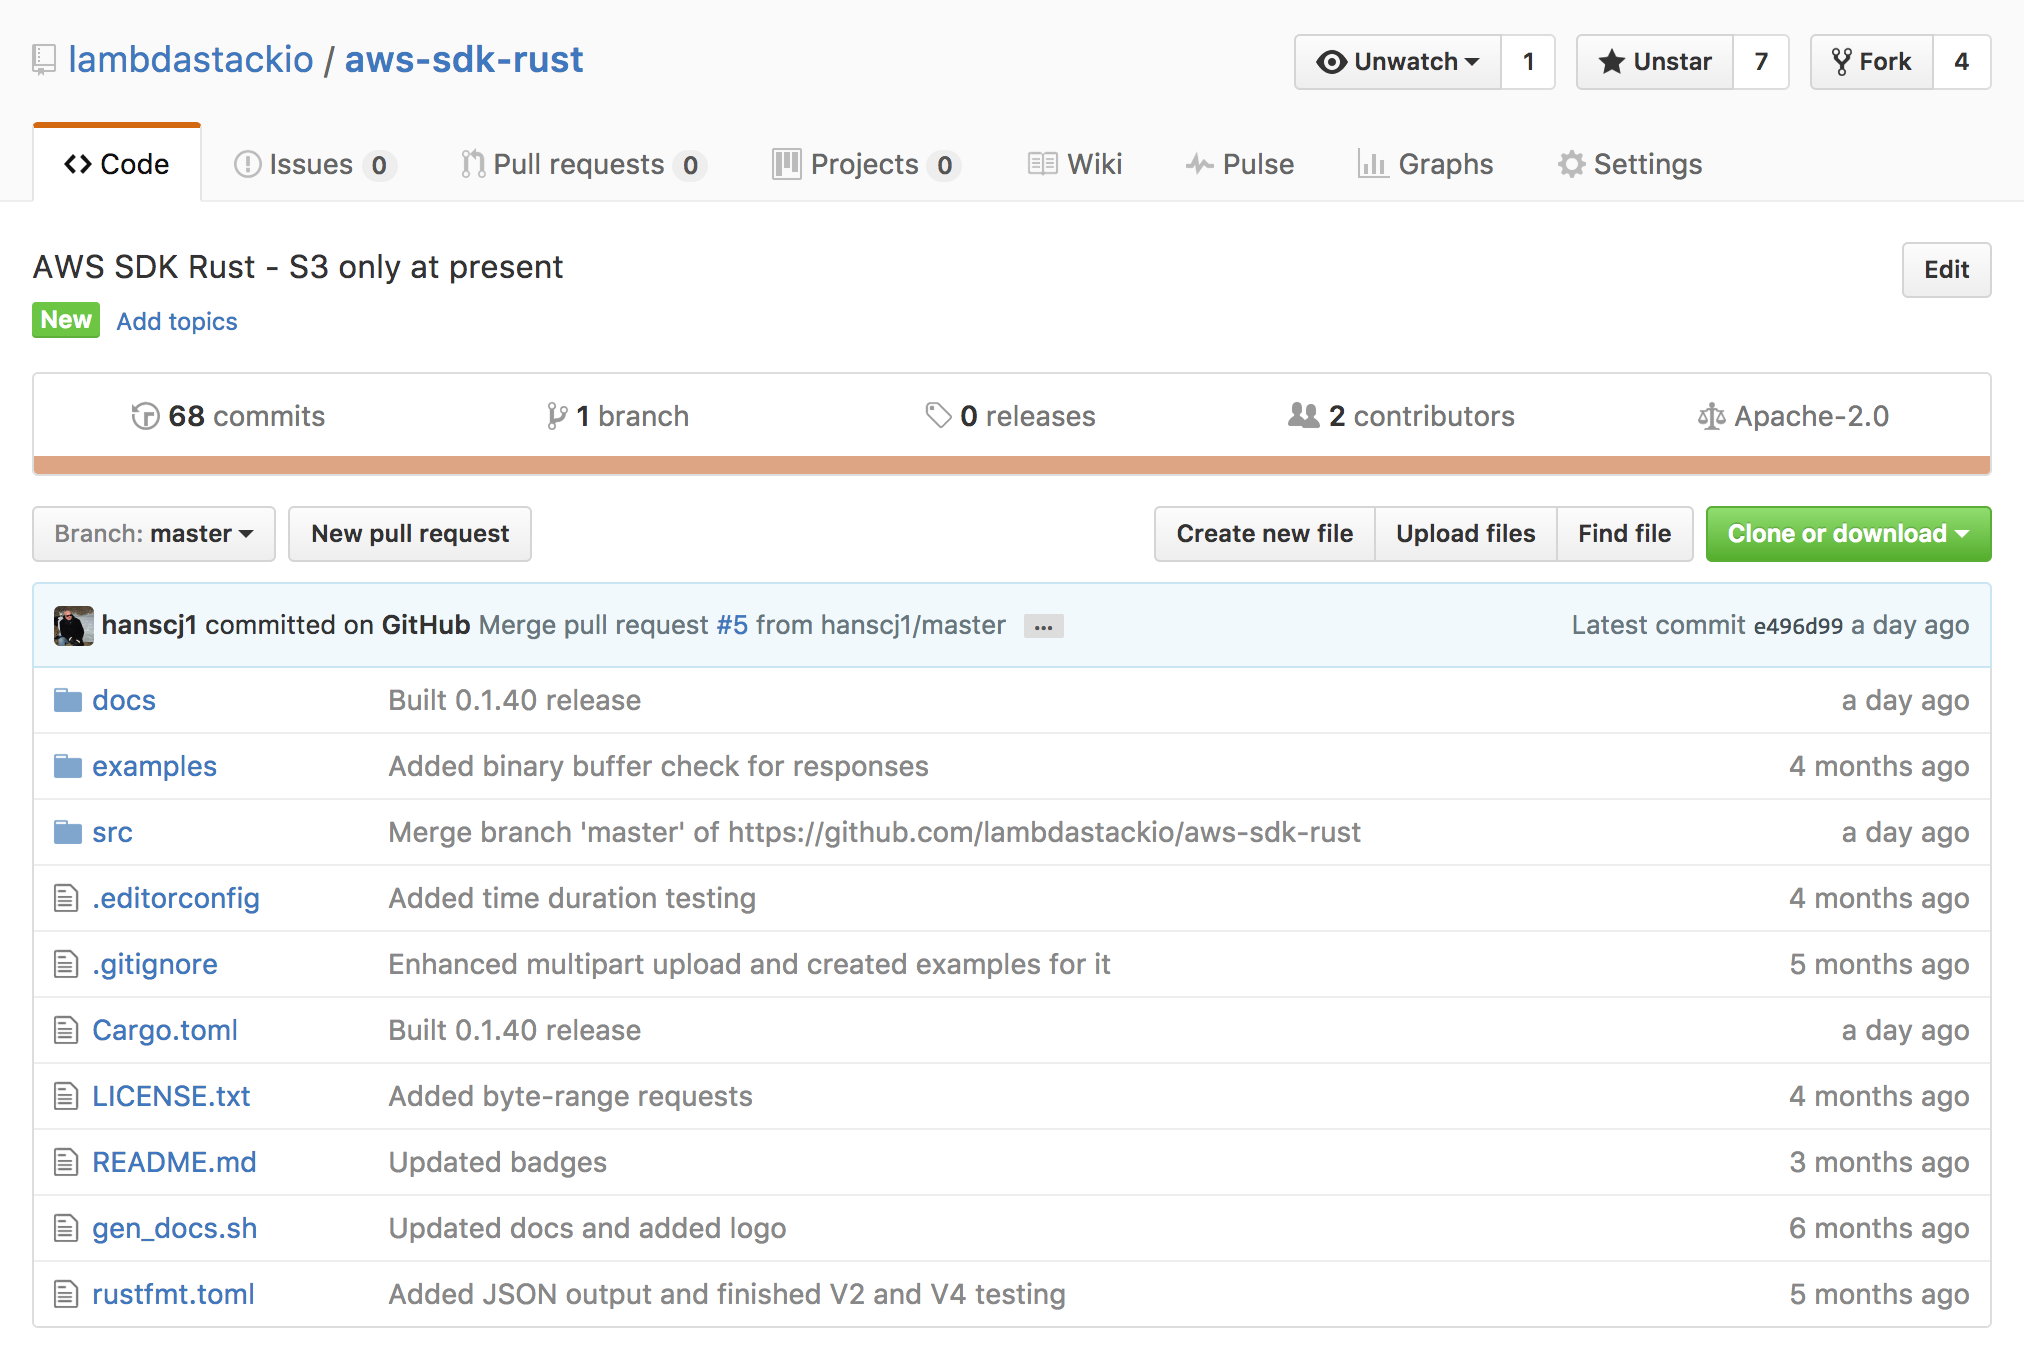 lambdastackio / aws-sdk-rust Unwatch 1 Unstar 7 Fork 4
Code Issues 0 Pull requests 0 Projects 0 Wiki Pulse Graphs Settings
AWS SDK Rust - S3 only at present Edit
New Add topics
68 commits 1 branch 0 releases 2 contributors Apache-2.0
Branch: master New pull request Create new file Upload files Find file Clone or download
hanscj1 committed on GitHub Merge pull request #5 from hanscj1/master ... Latest commit e496d99 a day ago
docs Built 0.1.40 release a day ago
examples Added binary buffer check for responses 4 months ago
src Merge branch 'master' of https://github.com/lambdastackio/aws-sdk-rust a day ago
.editorconfig Added time duration testing 4 months ago
.gitignore Enhanced multipart upload and created examples for it 5 months ago
Cargo.toml Built 0.1.40 release a day ago
LICENSE.txt Added byte-range requests 4 months ago
README.md Updated badges 3 months ago
gen_docs.sh Updated docs and added logo 6 months ago
rustfmt.toml Added JSON output and finished V2 and V4 testing 5 months ago